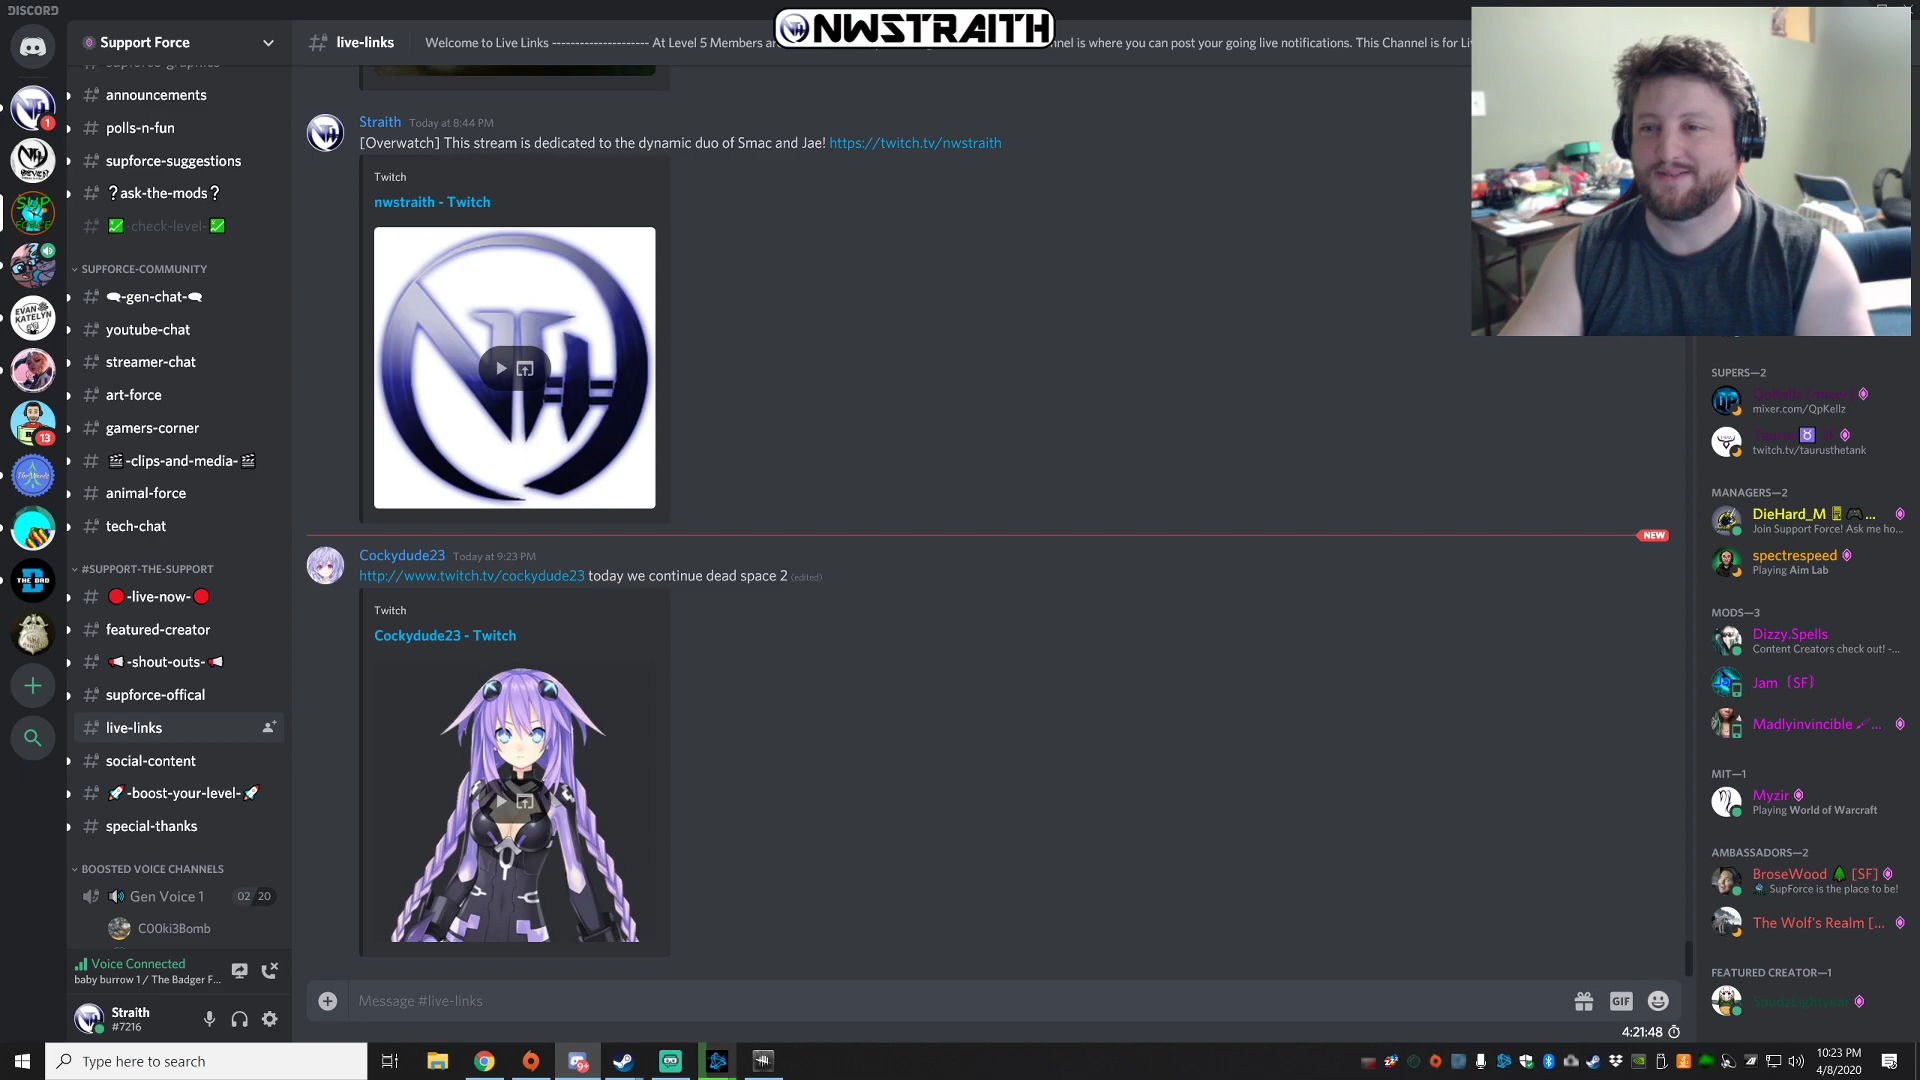 DISCORD
Support Force
announcements
polls-n-fun
supforce-suggestions
❔ask-the-mods❔
-check-level-
SUPFORCE-COMMUNITY
-gen-chat-
youtube-chat
streamer-chat
art-force
gamers-corner
-clips-and-media-
animal-force
tech-chat
#SUPPORT-THE-SUPPORT
-live-now-
featured-creator
-shout-outs-
supforce-offical
live-links
social-content
-boost-your-level-
special-thanks
BOOSTED VOICE CHANNELS
Gen Voice 1 02 20
C00ki3Bomb
Voice Connected
baby burrow 1 / The Badger F...
Straith
#7216
1
EVAN KATELYN
13
THE DAD
live-links
Welcome to Live Links --------------------- At Level 5 Members ar
nnel is where you can post your going live notifications. This Channel is for Li
NWSTRAITH
Straith Today at 8:44 PM
[Overwatch] This stream is dedicated to the dynamic duo of Smac and Jae! https://twitch.tv/nwstraith
Twitch
nwstraith - Twitch
NEW
Cockydude23 Today at 9:23 PM
http://www.twitch.tv/cockydude23 today we continue dead space 2 (edited)
Twitch
Cockydude23 - Twitch
Message #live-links
GIF
4:21:48
SUPERS—2
mixer.com/QpKellz
twitch.tv/taurusthetank
MANAGERS—2
DieHard_M ...
Join Support Force! Ask me ho...
spectrespeed
Playing Aim Lab
MODS—3
Dizzy.Spells
Content Creators check out! -...
Jam [SF]
Madlyinvincible ...
MIT—1
Myzir
Playing World of Warcraft
AMBASSADORS—2
BroseWood [SF]
SupForce is the place to be!
The Wolf's Realm [...
FEATURED CREATOR—1
Type here to search
9+
10:23 PM
4/8/2020